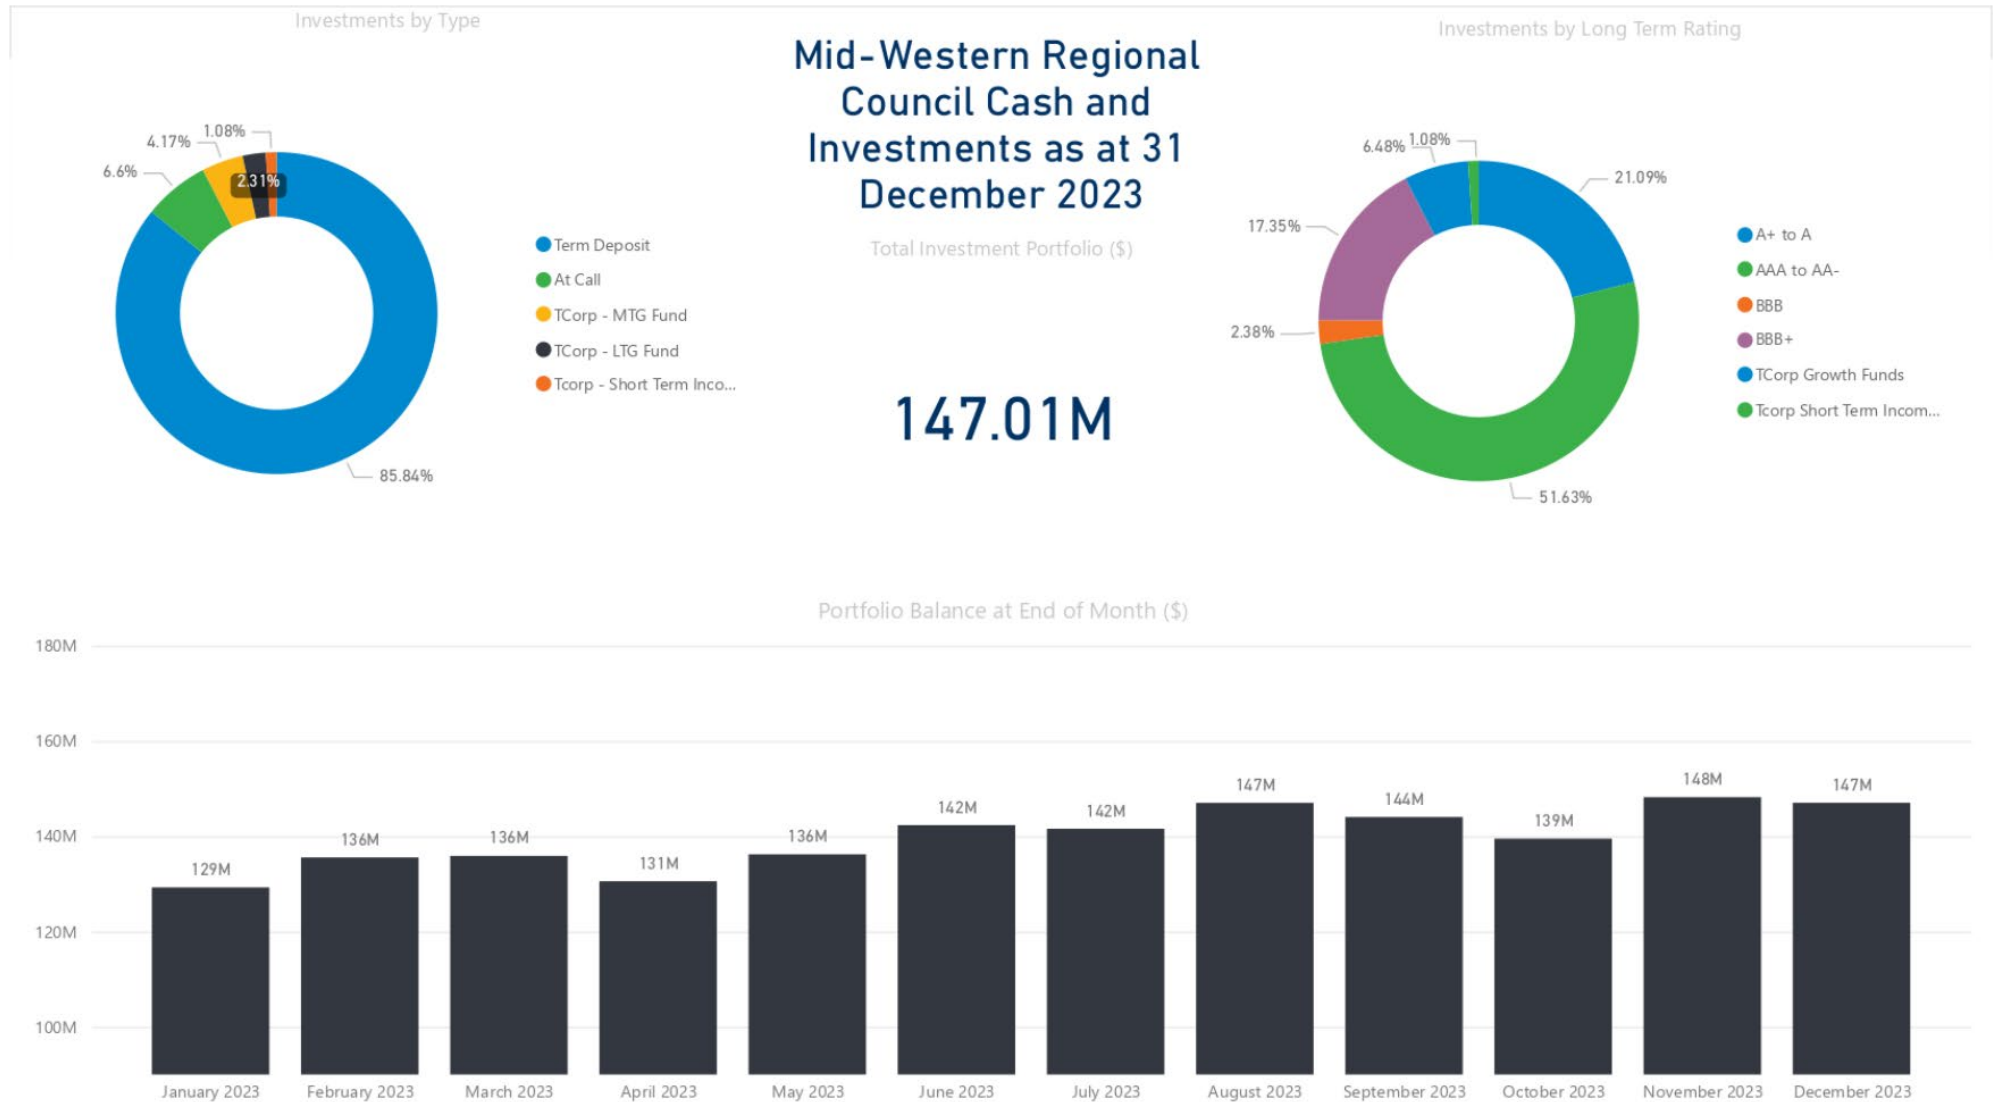 Investments by Type
1.08%
4.17%
6.6%
2.31%
85.84%
Term Deposit
At Call
TCorp - MTG Fund
TCorp - LTG Fund
Tcorp - Short Term Inco...
Mid-Western Regional
Council Cash and
Investments as at 31
December 2023
Total Investment Portfolio ($)
147.01M
Investments by Long Term Rating
6.48%
1.08%
21.09%
17.35%
2.38%
51.63%
A+ to A
AAA to AA-
BBB
BBB+
TCorp Growth Funds
Tcorp Short Term Incom...
Portfolio Balance at End of Month ($)
180M
160M
140M
120M
100M
129M
136M
136M
131M
136M
142M
142M
147M
144M
139M
148M
147M
January 2023
February 2023
March 2023
April 2023
May 2023
June 2023
July 2023
August 2023
September 2023
October 2023
November 2023
December 2023